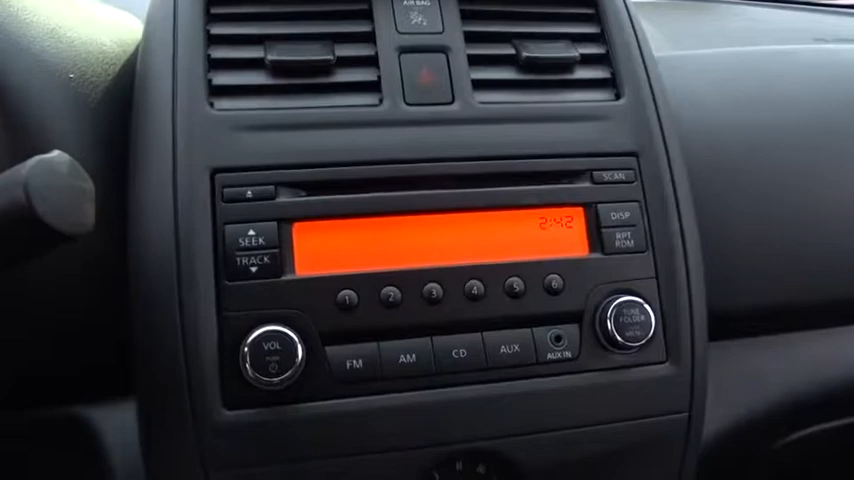 AIR BAG
SCAN
2:42
DISP
SEEK
TRACK
RPT
RDM
1 2 3 4 5 6
VOL
PUSH
TUNE
FOLDER
PUSH
MENU
FM AM CD AUX AUX IN